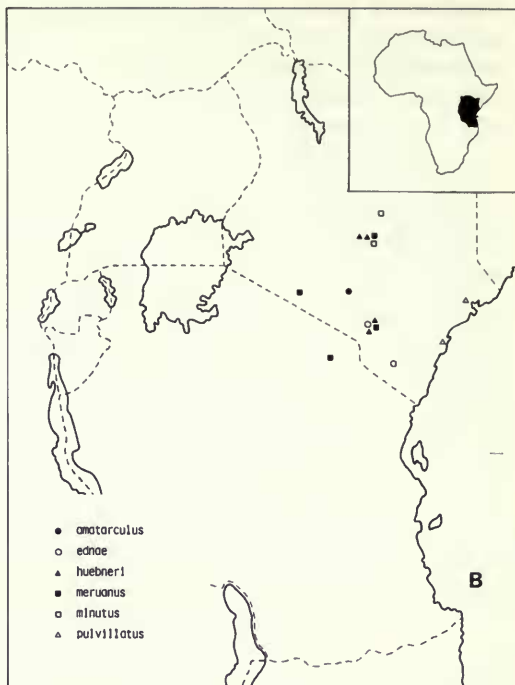 amatarculus
ednae
huebneri
meruanus
minutus
pulvillatus
B